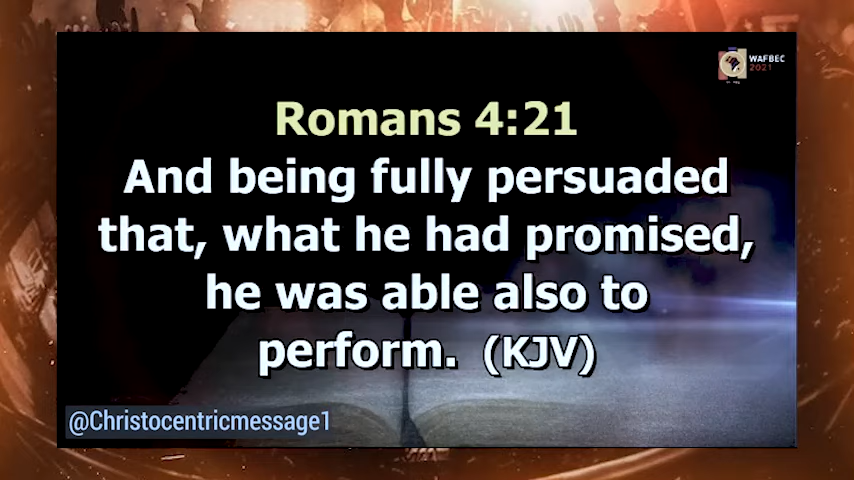 WAFBEC
2021
Romans 4:21
And being fully persuaded
that, what he had promised,
he was able also to
perform. (KJV)
@Christocentricmessage1